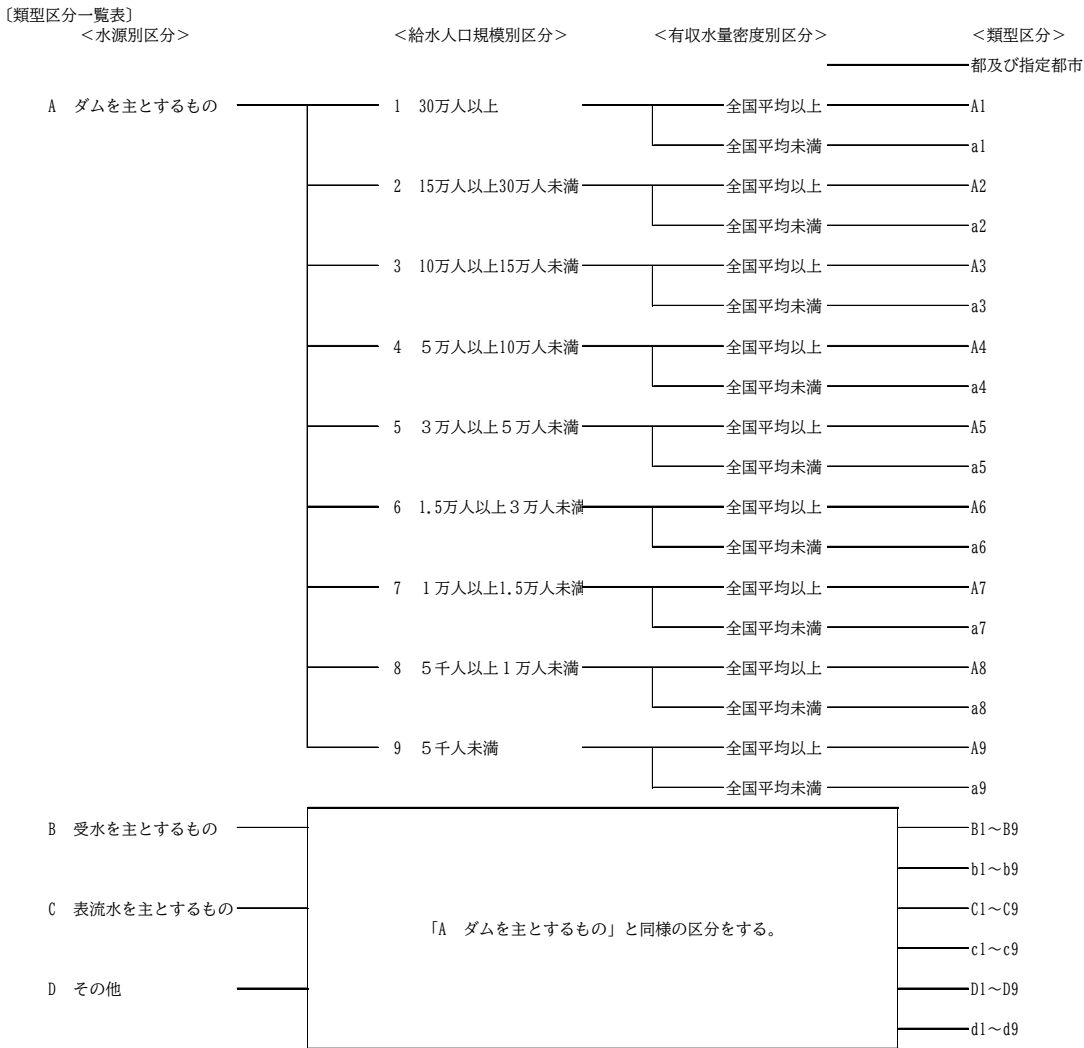 〔類型区分一覧表〕
＜水源別区分＞ ＜給水人口規模別区分＞ ＜有収水量密度別区分＞ ＜類型区分＞
都及び指定都市
A ダムを主とするもの 1 30万人以上 全国平均以上 A1
全国平均未満 a1
2 15万人以上30万人未満 全国平均以上 A2
全国平均未満 a2
3 10万人以上15万人未満 全国平均以上 A3
全国平均未満 a3
4 ５万人以上10万人未満 全国平均以上 A4
全国平均未満 a4
5 ３万人以上５万人未満 全国平均以上 A5
全国平均未満 a5
6 1.5万人以上３万人未満 全国平均以上 A6
全国平均未満 a6
7 １万人以上1.5万人未満 全国平均以上 A7
全国平均未満 a7
8 ５千人以上１万人未満 全国平均以上 A8
全国平均未満 a8
9 ５千人未満 全国平均以上 A9
全国平均未満 a9
B 受水を主とするもの B1～B9
b1～b9
C 表流水を主とするもの C1～C9
「A ダムを主とするもの」と同様の区分をする。
c1～c9
D その他 D1～D9
d1～d9